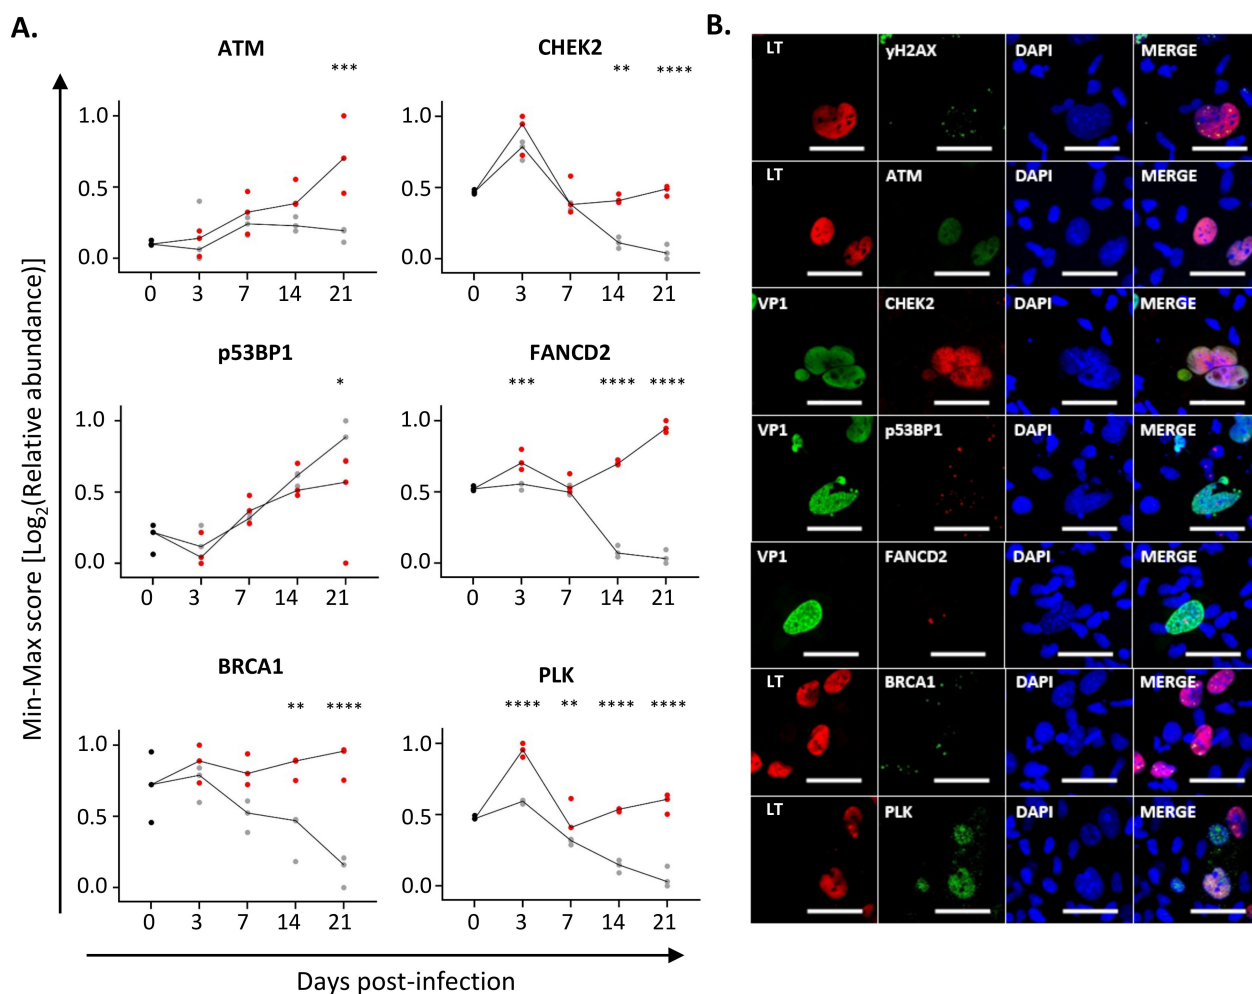 A.
ATM
***
1.0
0.5
0.0
0 3 7 14 21
CHEK2
** ****
1.0
0.5
0.0
0 3 7 14 21
p53BP1
*
1.0
0.5
0.0
0 3 7 14 21
FANCD2
*** **** ****
1.0
0.5
0.0
0 3 7 14 21
BRCA1
** ****
1.0
0.5
0.0
0 3 7 14 21
PLK
**** ** **** ****
1.0
0.5
0.0
0 3 7 14 21
Min-Max score [Log2(Relative abundance)]
Days post-infection
B.
LT yH2AX DAPI MERGE
LT ATM DAPI MERGE
VP1 CHEK2 DAPI MERGE
VP1 p53BP1 DAPI MERGE
VP1 FANCD2 DAPI MERGE
LT BRCA1 DAPI MERGE
LT PLK DAPI MERGE